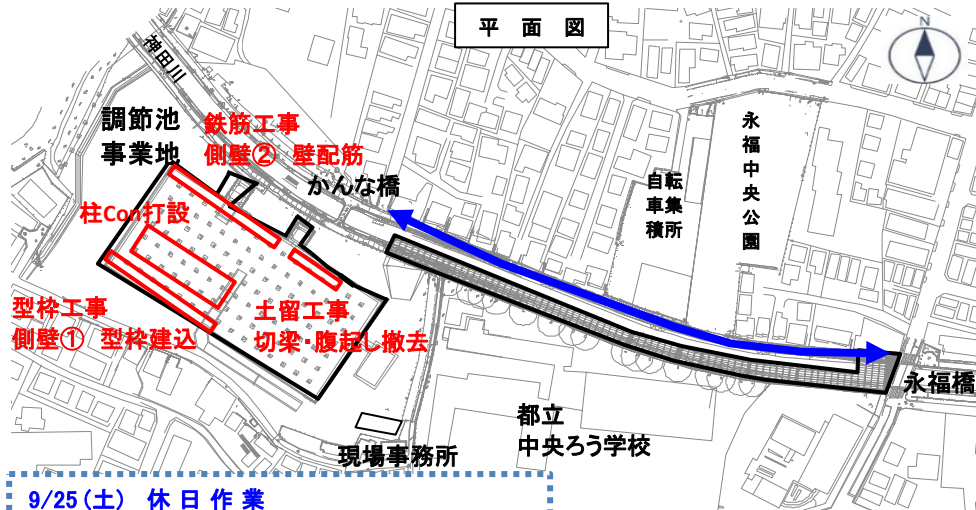 平面図
N
神田川
調節池
事業地
鉄筋工事
側壁② 壁配筋
かんな橋
柱Con打設
自転
車集
積所
永福中央公園
型枠工事
側壁① 型枠建込
土留工事
切梁・腹起し撤去
永福橋
都立
中央ろう学校
現場事務所
9/25(土) 休日作業